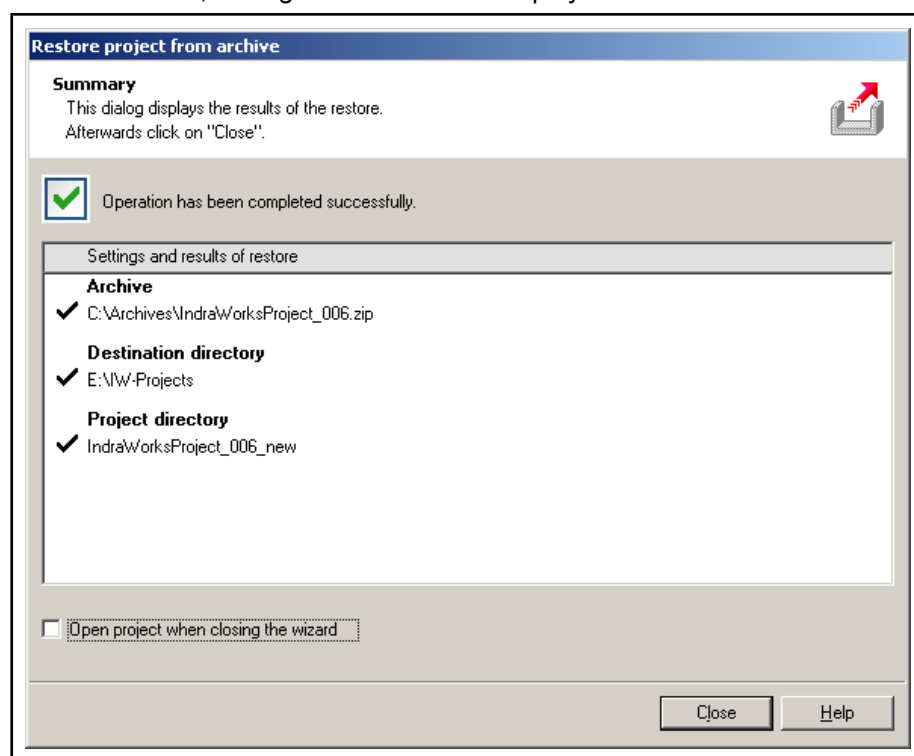 Restore project from archive
Summary
This dialog displays the results of the restore.
Afterwards click on "Close".
Operation has been completed successfully.
Settings and results of restore
Archive
C:\Archives\IndraWorksProject_006.zip
Destination directory
E:\IW-Projects
Project directory
IndraWorksProject_006_new
Open project when closing the wizard
Close Help